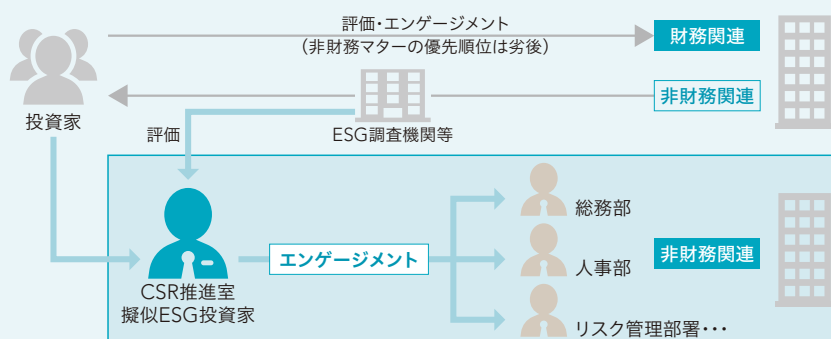 評価・エンゲージメント
（非財務マターの優先順位は劣後）
財務関連
非財務関連
投資家
評価
ESG調査機関等
総務部
エンゲージメント
人事部
非財務関連
CSR推進室
擬似ESG投資家
リスク管理部署・・・